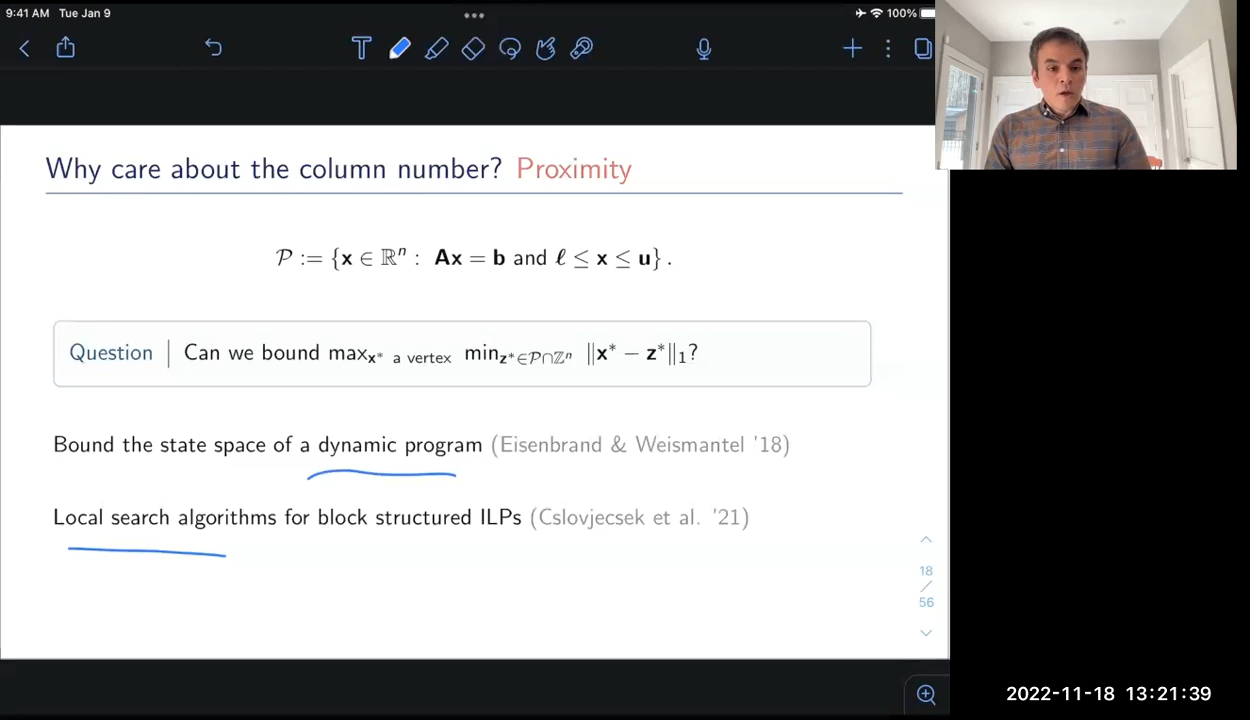 9:41 AM Tue Jan 9
100%
T
Why care about the column number? Proximity
𝒫 := {x ∈ ℝⁿ : Ax = b and ℓ ≤ x ≤ u} .
Question | Can we bound max_{x* a vertex} min_{z*∈𝒫∩ℤⁿ} ‖x* − z*‖₁?
Bound the state space of a dynamic program (Eisenbrand & Weismantel '18)
Local search algorithms for block structured ILPs (Cslovjecsek et al. '21)
18
/
56
2022-11-18 13:21:39